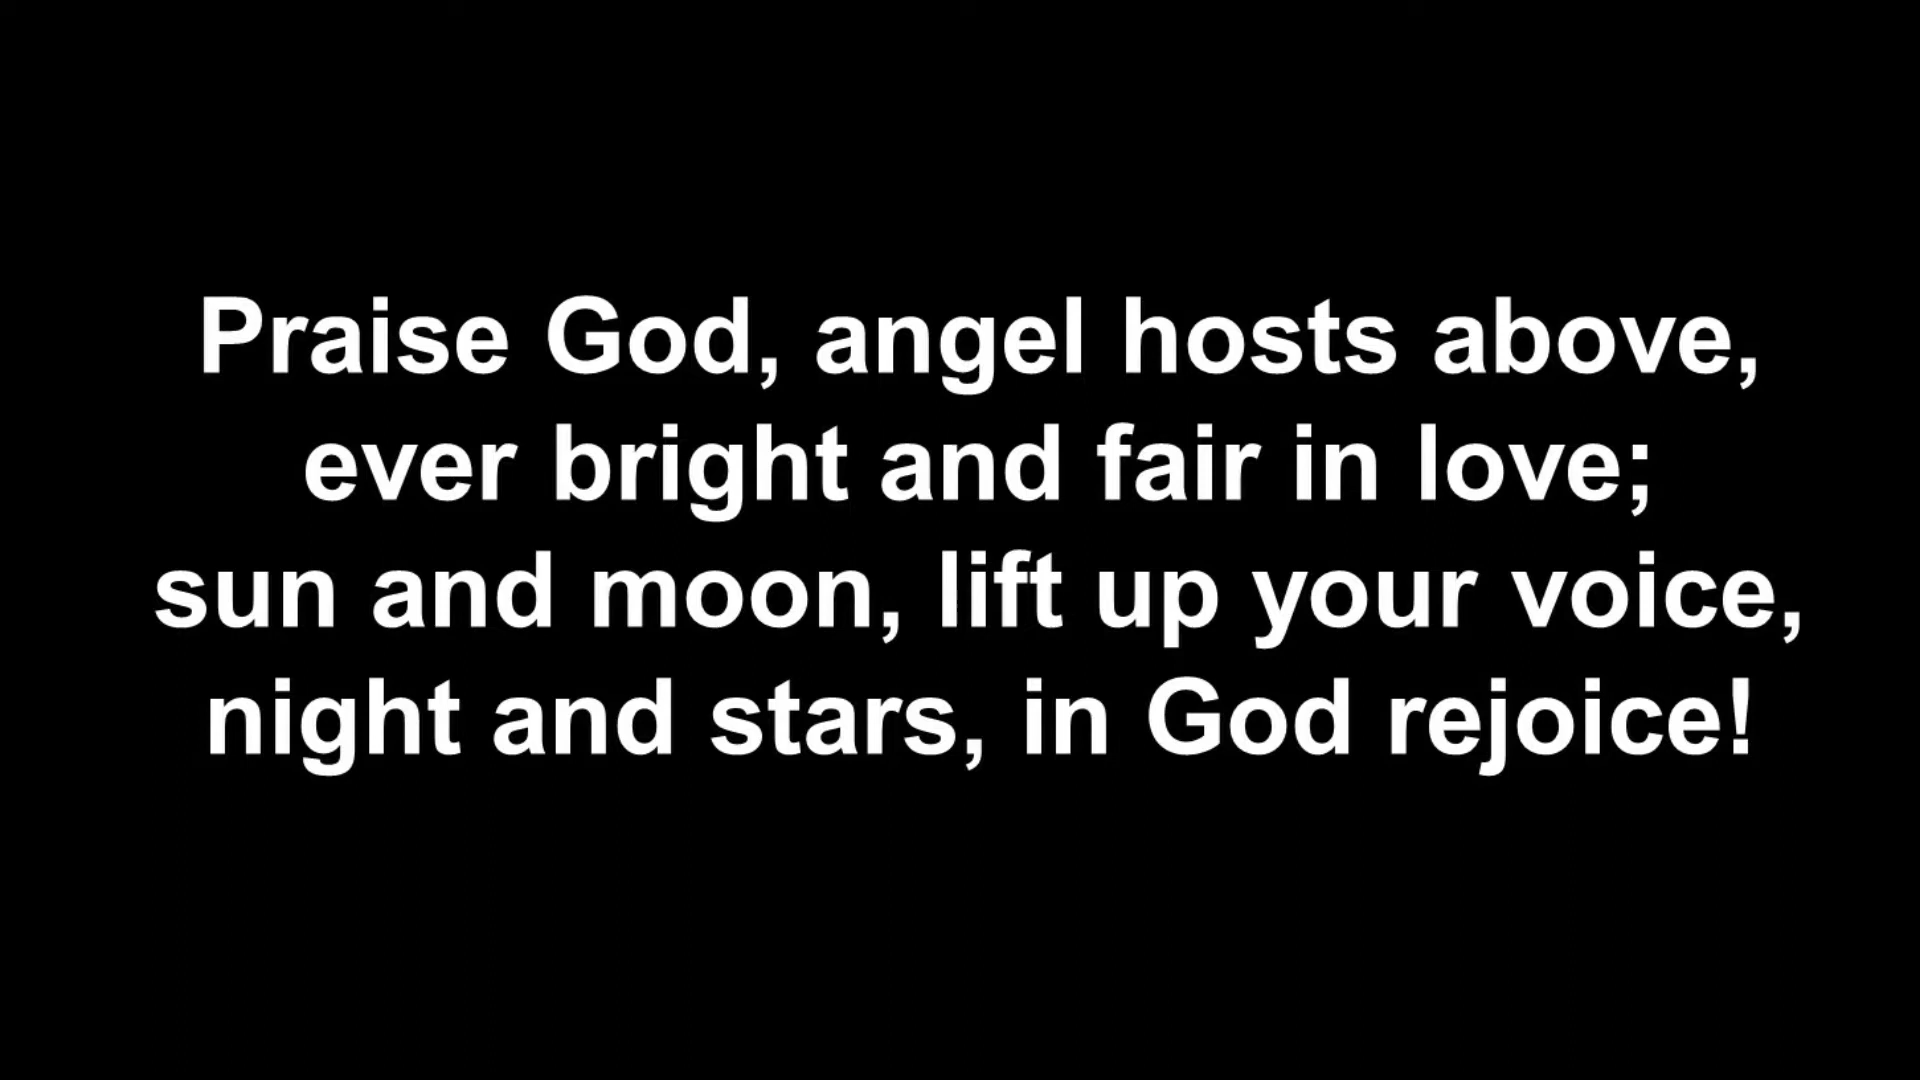 Praise God, angel hosts above,
ever bright and fair in love;
sun and moon, lift up your voice,
night and stars, in God rejoice!